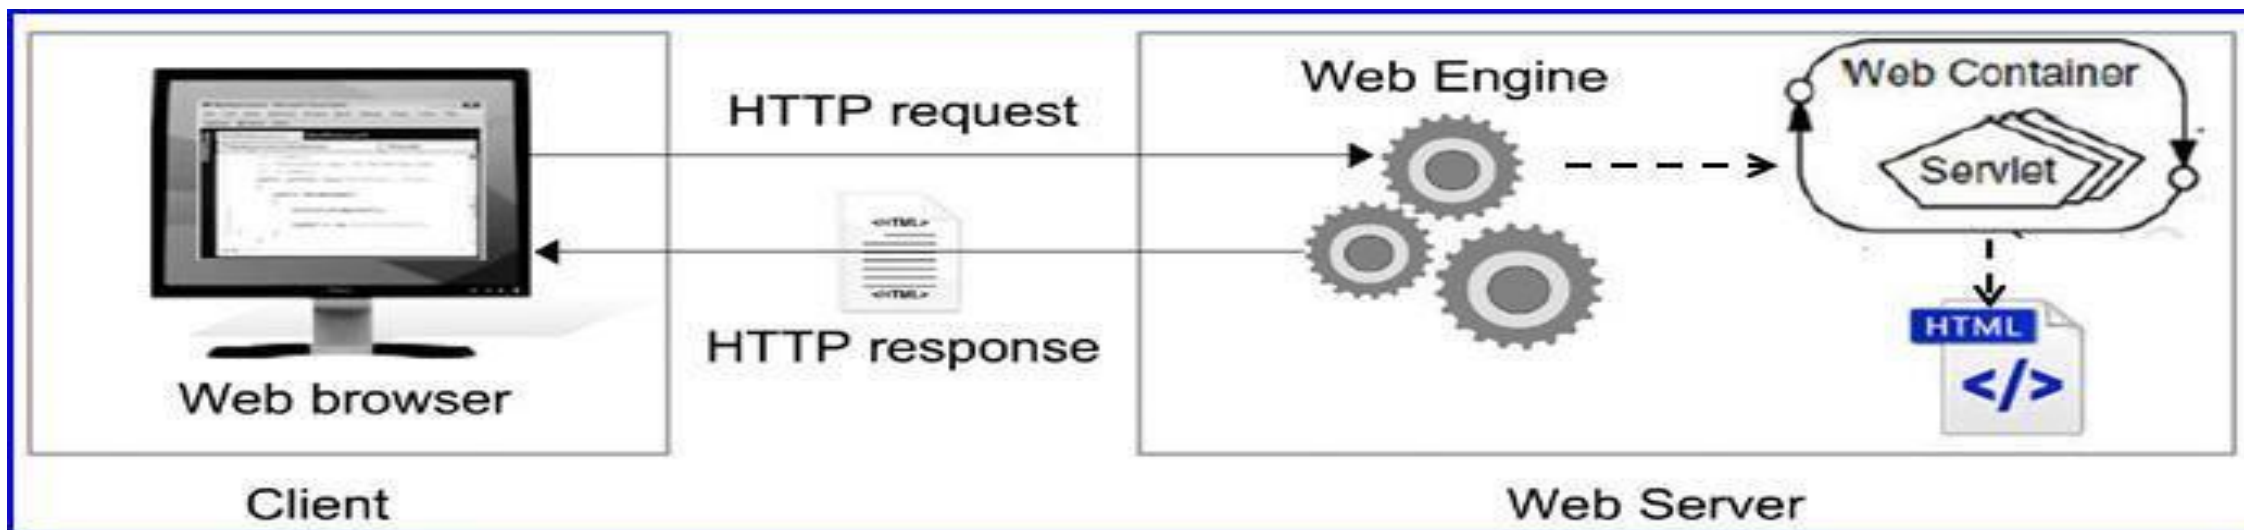 HTTP request
<HTML>
<HTML>
HTTP response
Web browser
Client
Web Engine
Web Container
Servlet
HTML
</>
Web Server